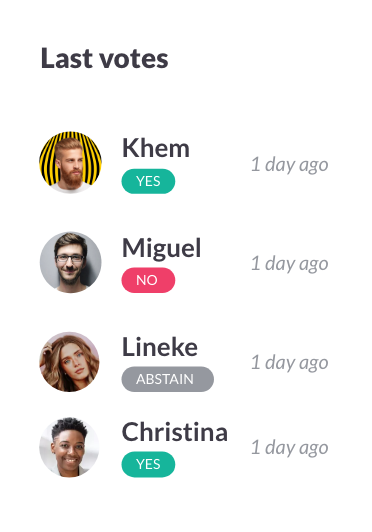 Last votes
Khem
YES
1 day ago
Miguel
NO
1 day ago
Lineke
ABSTAIN
1 day ago
Christina
YES
1 day ago